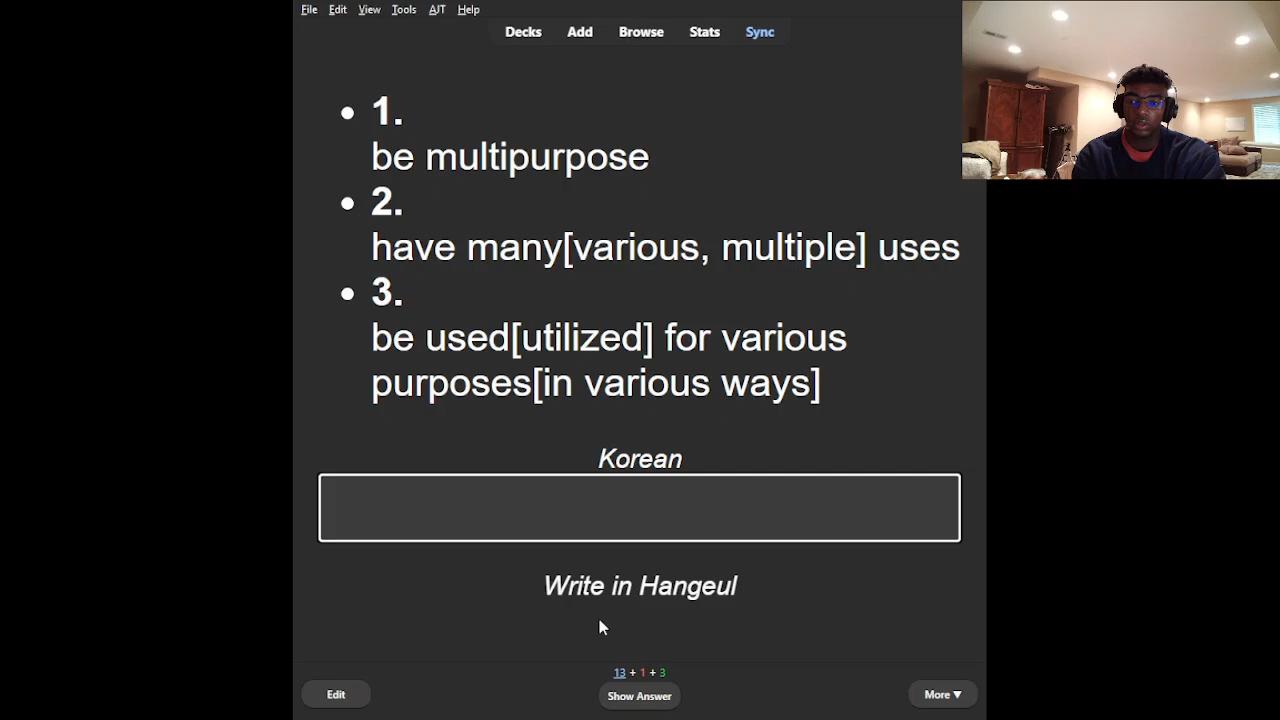 File Edit View Tools AJT Help
Decks Add Browse Stats Sync
1.
be multipurpose
2.
have many[various, multiple] uses
3.
be used[utilized] for various
purposes[in various ways]
Korean
Write in Hangeul
13 + 1 + 3
Edit Show Answer More ▼